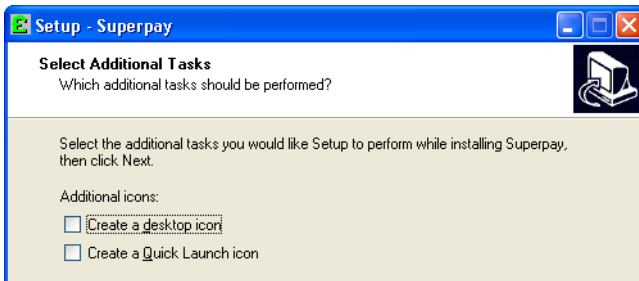 Setup - Superpay
Select Additional Tasks
Which additional tasks should be performed?
Select the additional tasks you would like Setup to perform while installing Superpay,
then click Next.
Additional icons:
Create a desktop icon
Create a Quick Launch icon